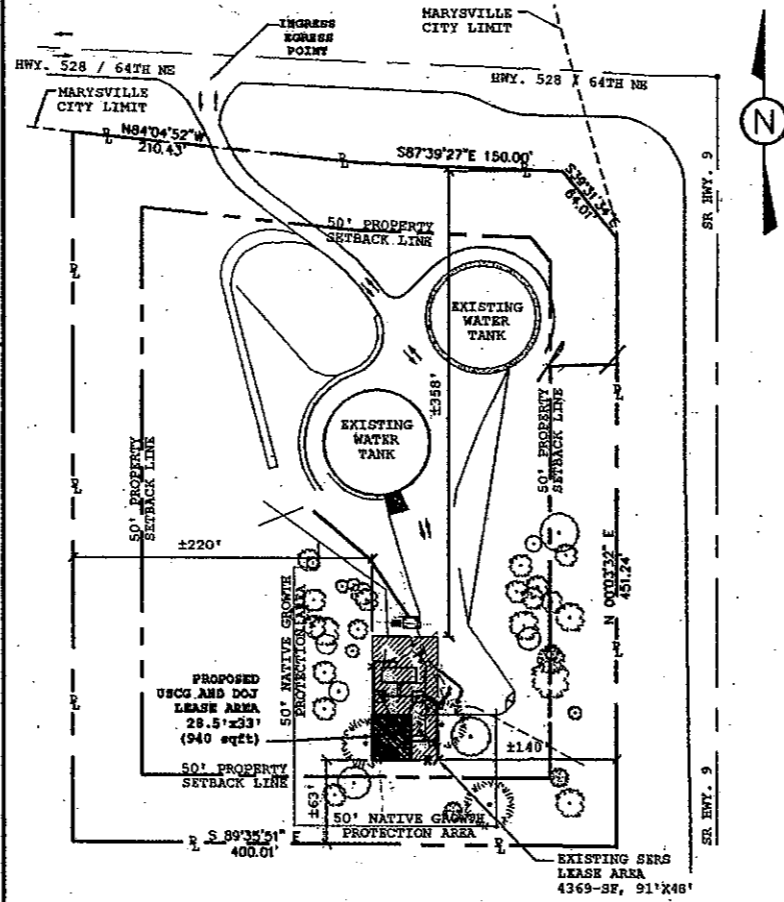 INGRESS
EGRESS
POINT
MARYSVILLE
CITY LIMIT
N
HWY. 528 / 64TH NE
HWY. 528 / 64TH NE
MARYSVILLE
CITY LIMIT
N84°04'52"W
210.43'
S87°39'27"E 150.00'
S39°31'34"E
64.01'
SR HWY. 9
50' PROPERTY
SETBACK LINE
EXISTING
WATER
TANK
±358'
EXISTING
WATER
TANK
50' PROPERTY
SETBACK LINE
50' PROPERTY
SETBACK LINE
N 00°03'32" E
451.24'
±220'
50' NATIVE GROWTH
PROTECTION AREA
PROPOSED
USCG AND DOJ
LEASE AREA
28.5'x33'
(940 sqft)
±140'
50' PROPERTY
SETBACK LINE
±63'
50' NATIVE GROWTH
PROTECTION AREA
SR HWY. 9
S 89°35'51" E
400.01'
EXISTING SERS
LEASE AREA
4369-SF, 91'X48'